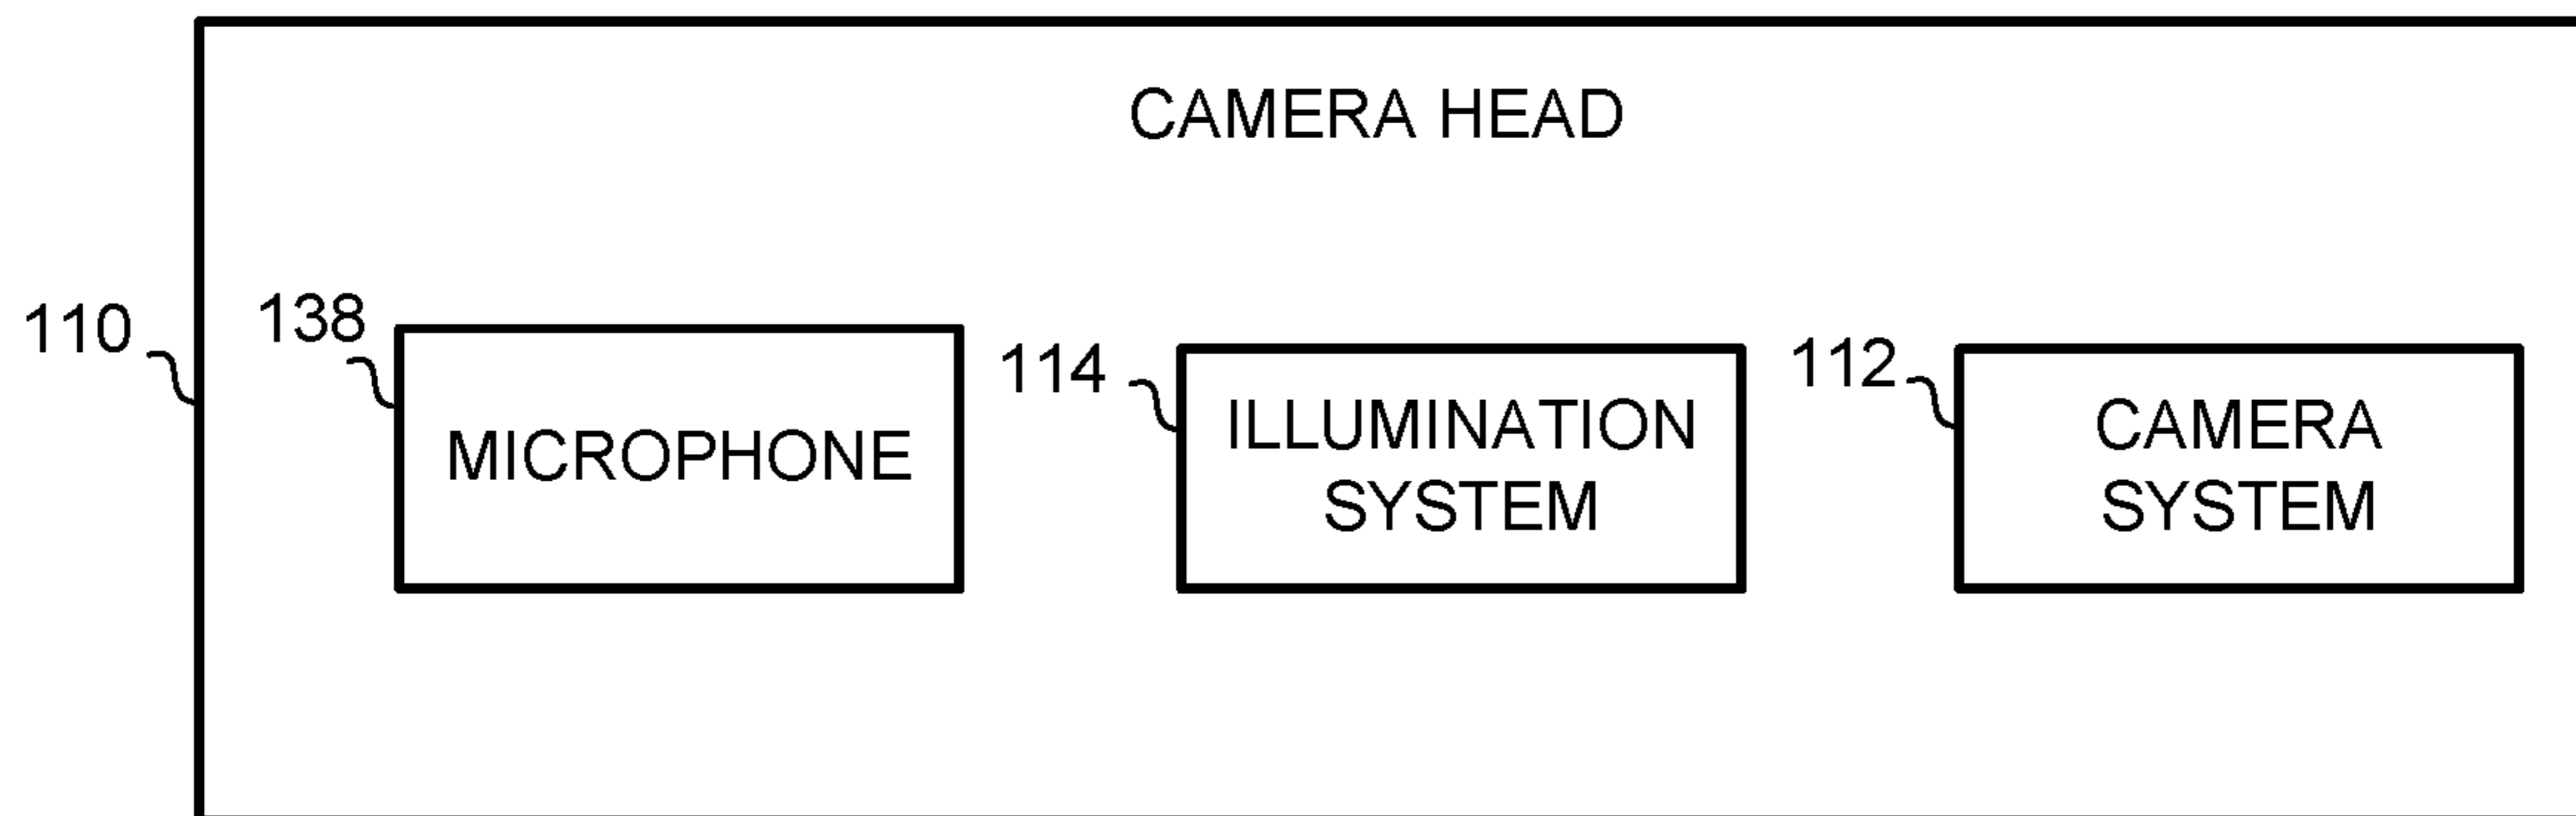 CAMERA HEAD
110
138
MICROPHONE
114
ILLUMINATION
SYSTEM
112
CAMERA
SYSTEM